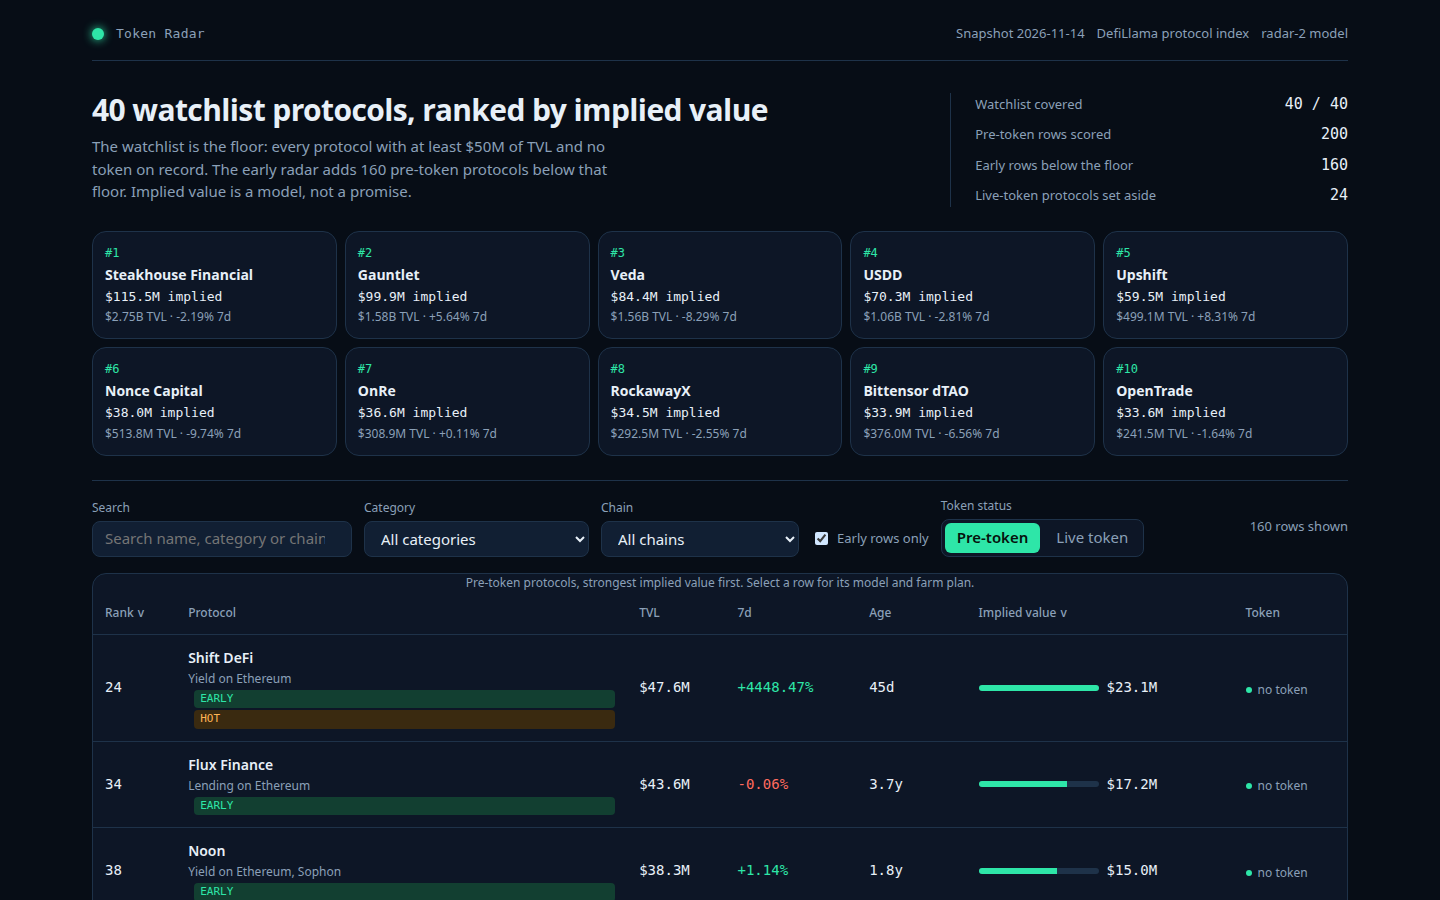 Token Radar
Snapshot 2026-11-14 DefiLlama protocol index radar-2 model
40 watchlist protocols, ranked by implied value
The watchlist is the floor: every protocol with at least $50M of TVL and no
token on record. The early radar adds 160 pre-token protocols below that
floor. Implied value is a model, not a promise.
Watchlist covered 40 / 40
Pre-token rows scored 200
Early rows below the floor 160
Live-token protocols set aside 24
#1
Steakhouse Financial
$115.5M implied
$2.75B TVL · -2.19% 7d
#2
Gauntlet
$99.9M implied
$1.58B TVL · +5.64% 7d
#3
Veda
$84.4M implied
$1.56B TVL · -8.29% 7d
#4
USDD
$70.3M implied
$1.06B TVL · -2.81% 7d
#5
Upshift
$59.5M implied
$499.1M TVL · +8.31% 7d
#6
Nonce Capital
$38.0M implied
$513.8M TVL · -9.74% 7d
#7
OnRe
$36.6M implied
$308.9M TVL · +0.11% 7d
#8
RockawayX
$34.5M implied
$292.5M TVL · -2.55% 7d
#9
Bittensor dTAO
$33.9M implied
$376.0M TVL · -6.56% 7d
#10
OpenTrade
$33.6M implied
$241.5M TVL · -1.64% 7d
Search
Search name, category or chain
Category
All categories
Chain
All chains
Early rows only
Token status
Pre-token Live token
160 rows shown
Pre-token protocols, strongest implied value first. Select a row for its model and farm plan.
Rank v Protocol TVL 7d Age Implied value v Token
24
Shift DeFi
Yield on Ethereum
EARLY
HOT
$47.6M +4448.47% 45d $23.1M no token
34
Flux Finance
Lending on Ethereum
EARLY
$43.6M -0.06% 3.7y $17.2M no token
38
Noon
Yield on Ethereum, Sophon
EARLY
$38.3M +1.14% 1.8y $15.0M no token